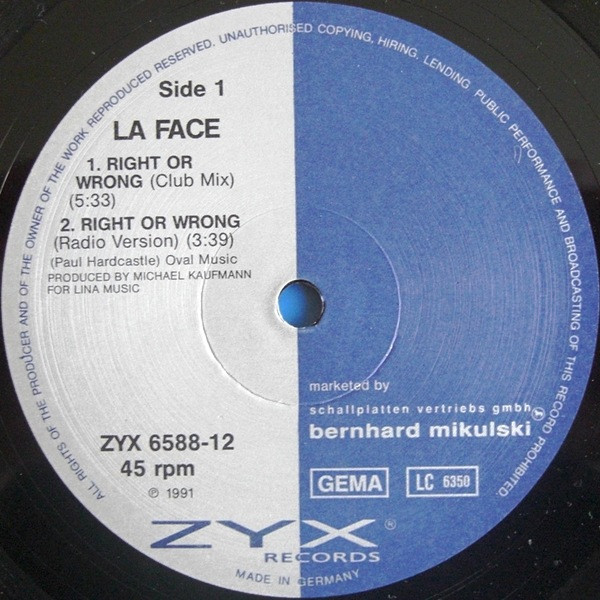 ALL RIGHTS OF THE PRODUCER AND OF THE OWNER OF THE WORK REPRODUCED RESERVED. UNAUTHORISED COPYING, HIRING, LENDING PUBLIC PERFORMANCE AND BROADCASTING OF THIS RECORD PROHIBITED
Side 1
LA FACE
1. RIGHT OR
WRONG (Club Mix)
(5:33)
2. RIGHT OR WRONG
(Radio Version) (3:39)
(Paul Hardcastle) Oval Music
PRODUCED BY MICHAEL KAUFMANN
FOR LINA MUSIC
marketed by
schallplatten vertriebs gmbh
bernhard mikulski
ZYX 6588-12
45 rpm
℗ 1991
GEMA
LC 6350
ZYX ®
RECORDS
MADE IN GERMANY